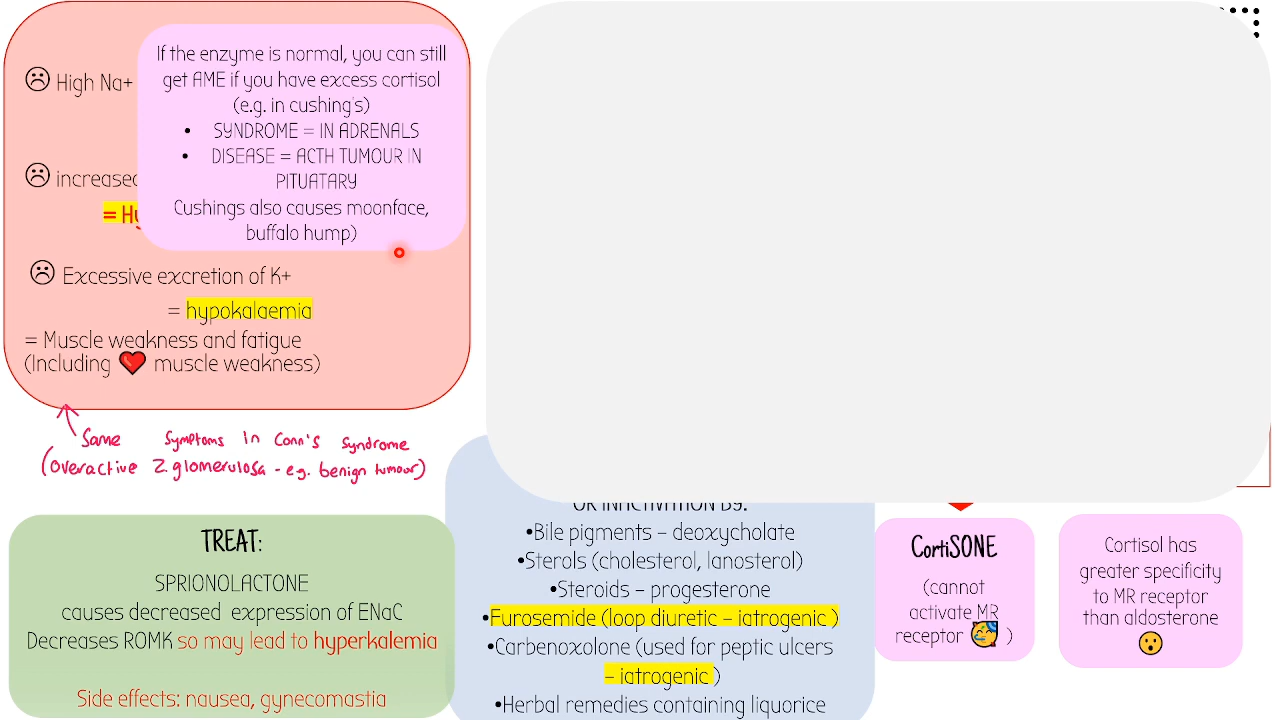 High Na+
If the enzyme is normal, you can still
get AME if you have excess cortisol
(e.g. in cushing's)
• SYNDROME = IN ADRENALS
• DISEASE = ACTH TUMOUR IN
PITUATARY
Cushings also causes moonface,
buffalo hump)
increased
= Hy
Excessive excretion of K+
= hypokalaemia
= Muscle weakness and fatigue
(Including ❤ muscle weakness)
Same symptoms in Conn's syndrome
(overactive Z.glomerulosa - e.g. benign tumour)
TREAT:
SPRIONOLACTONE
causes decreased expression of ENaC
Decreases ROMK so may lead to hyperkalemia
Side effects: nausea, gynecomastia
OR INACTIVATION BY:
•Bile pigments – deoxycholate
•Sterols (cholesterol, lanosterol)
•Steroids – progesterone
•Furosemide (loop diuretic – iatrogenic )
•Carbenoxolone (used for peptic ulcers
– iatrogenic )
•Herbal remedies containing liquorice
CortiSONE
(cannot
activate MR
receptor 🥳 )
Cortisol has
greater specificity
to MR receptor
than aldosterone
😮